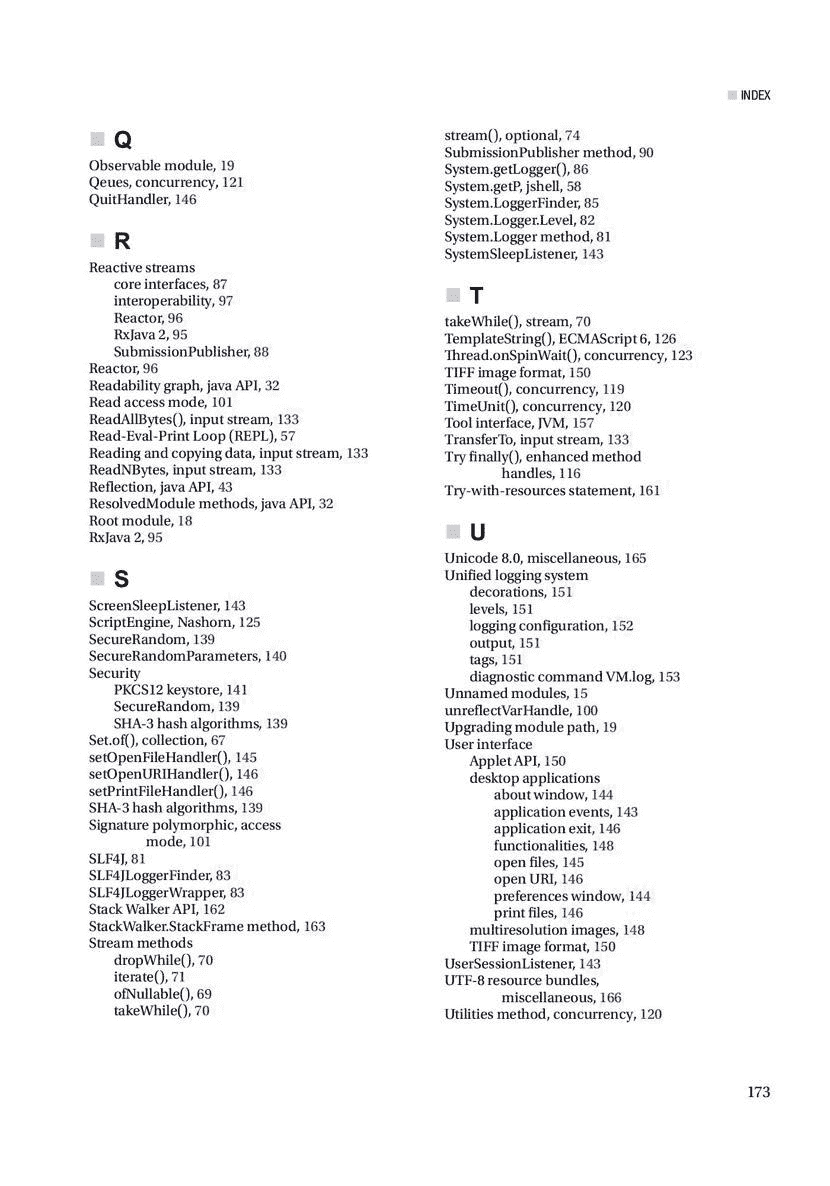 INDEX
Q
Observable module, 19
Qeues, concurrency, 121
QuitHandler, 146
R
Reactive streams
core interfaces, 87
interoperability, 97
Reactor, 96
RxJava 2, 95
SubmissionPublisher, 88
Reactor, 96
Readability graph, java API, 32
Read access mode, 101
ReadAllBytes(), input stream, 133
Read-Eval-Print Loop (REPL), 57
Reading and copying data, input stream, 133
ReadNBytes, input stream, 133
Reflection, java API, 43
ResolvedModule methods, java API, 32
Root module, 18
RxJava 2, 95
S
ScreenSleepListener, 143
ScriptEngine, Nashorn, 125
SecureRandom, 139
SecureRandomParameters, 140
Security
PKCS12 keystore, 141
SecureRandom, 139
SHA-3 hash algorithms, 139
Set.of(), collection, 67
setOpenFileHandler(), 145
setOpenURIHandler(), 146
setPrintFileHandler(), 146
SHA-3 hash algorithms, 139
Signature polymorphic, access
mode, 101
SLF4J, 81
SLF4JLoggerFinder, 83
SLF4JLoggerWrapper, 83
Stack Walker API, 162
StackWalker.StackFrame method, 163
Stream methods
dropWhile(), 70
iterate(), 71
ofNullable(), 69
takeWhile(), 70
stream(), optional, 74
SubmissionPublisher method, 90
System.getLogger(), 86
System.getP, jshell, 58
System.LoggerFinder, 85
System.Logger.Level, 82
System.Logger method, 81
SystemSleepListener, 143
T
takeWhile(), stream, 70
TemplateString(), ECMAScript 6, 126
Thread.onSpinWait(), concurrency, 123
TIFF image format, 150
Timeout(), concurrency, 119
TimeUnit(), concurrency, 120
Tool interface, JVM, 157
TransferTo, input stream, 133
Try finally(), enhanced method
handles, 116
Try-with-resources statement, 161
U
Unicode 8.0, miscellaneous, 165
Unified logging system
decorations, 151
levels, 151
logging configuration, 152
output, 151
tags, 151
diagnostic command VM.log, 153
Unnamed modules, 15
unreflectVarHandle, 100
Upgrading module path, 19
User interface
Applet API, 150
desktop applications
about window, 144
application events, 143
application exit, 146
functionalities, 148
open files, 145
open URI, 146
preferences window, 144
print files, 146
multiresolution images, 148
TIFF image format, 150
UserSessionListener, 143
UTF-8 resource bundles,
miscellaneous, 166
Utilities method, concurrency, 120
173